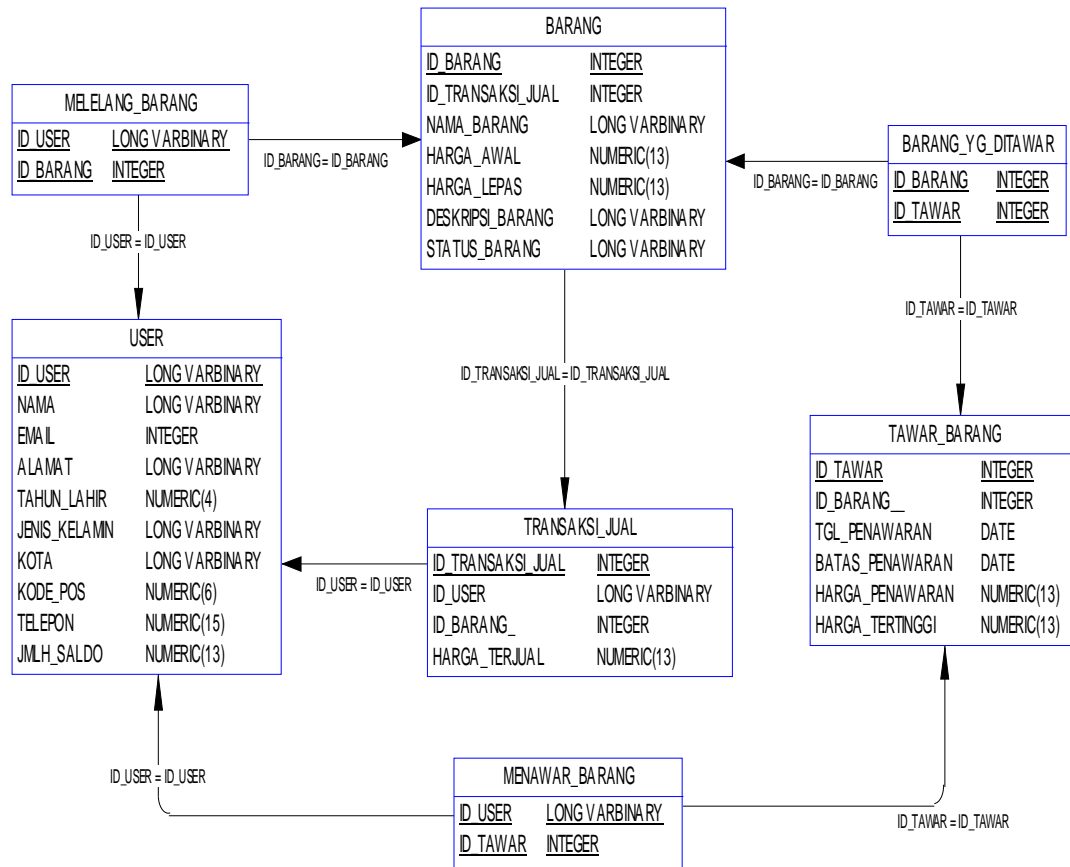 BARANG
ID_BARANG INTEGER
ID_TRANSAKSI_JUAL INTEGER
NAMA_BARANG LONG VARBINARY
HARGA_AWAL NUMERIC(13)
HARGA_LEPAS NUMERIC(13)
DESKRIPSI_BARANG LONG VARBINARY
STATUS_BARANG LONG VARBINARY
MELELANG_BARANG
ID_USER LONG VARBINARY
ID_BARANG INTEGER
ID_BARANG = ID_BARANG
BARANG_YG_DITAWAR
ID_BARANG INTEGER
ID_TAWAR INTEGER
ID_BARANG = ID_BARANG
ID_USER = ID_USER
ID_TAWAR = ID_TAWAR
ID_TRANSAKSI_JUAL = ID_TRANSAKSI_JUAL
USER
ID_USER LONG VARBINARY
NAMA LONG VARBINARY
EMAIL INTEGER
ALAMAT LONG VARBINARY
TAHUN_LAHIR NUMERIC(4)
JENIS_KELAMIN LONG VARBINARY
KOTA LONG VARBINARY
KODE_POS NUMERIC(6)
TELEPON NUMERIC(15)
JMLH_SALDO NUMERIC(13)
TRANSAKSI_JUAL
ID_TRANSAKSI_JUAL INTEGER
ID_USER LONG VARBINARY
ID_BARANG_ INTEGER
HARGA_TERJUAL NUMERIC(13)
ID_USER = ID_USER
TAWAR_BARANG
ID_TAWAR INTEGER
ID_BARANG__ INTEGER
TGL_PENAWARAN DATE
BATAS_PENAWARAN DATE
HARGA_PENAWARAN NUMERIC(13)
HARGA_TERTINGGI NUMERIC(13)
MENAWAR_BARANG
ID_USER LONG VARBINARY
ID_TAWAR INTEGER
ID_USER = ID_USER
ID_TAWAR = ID_TAWAR